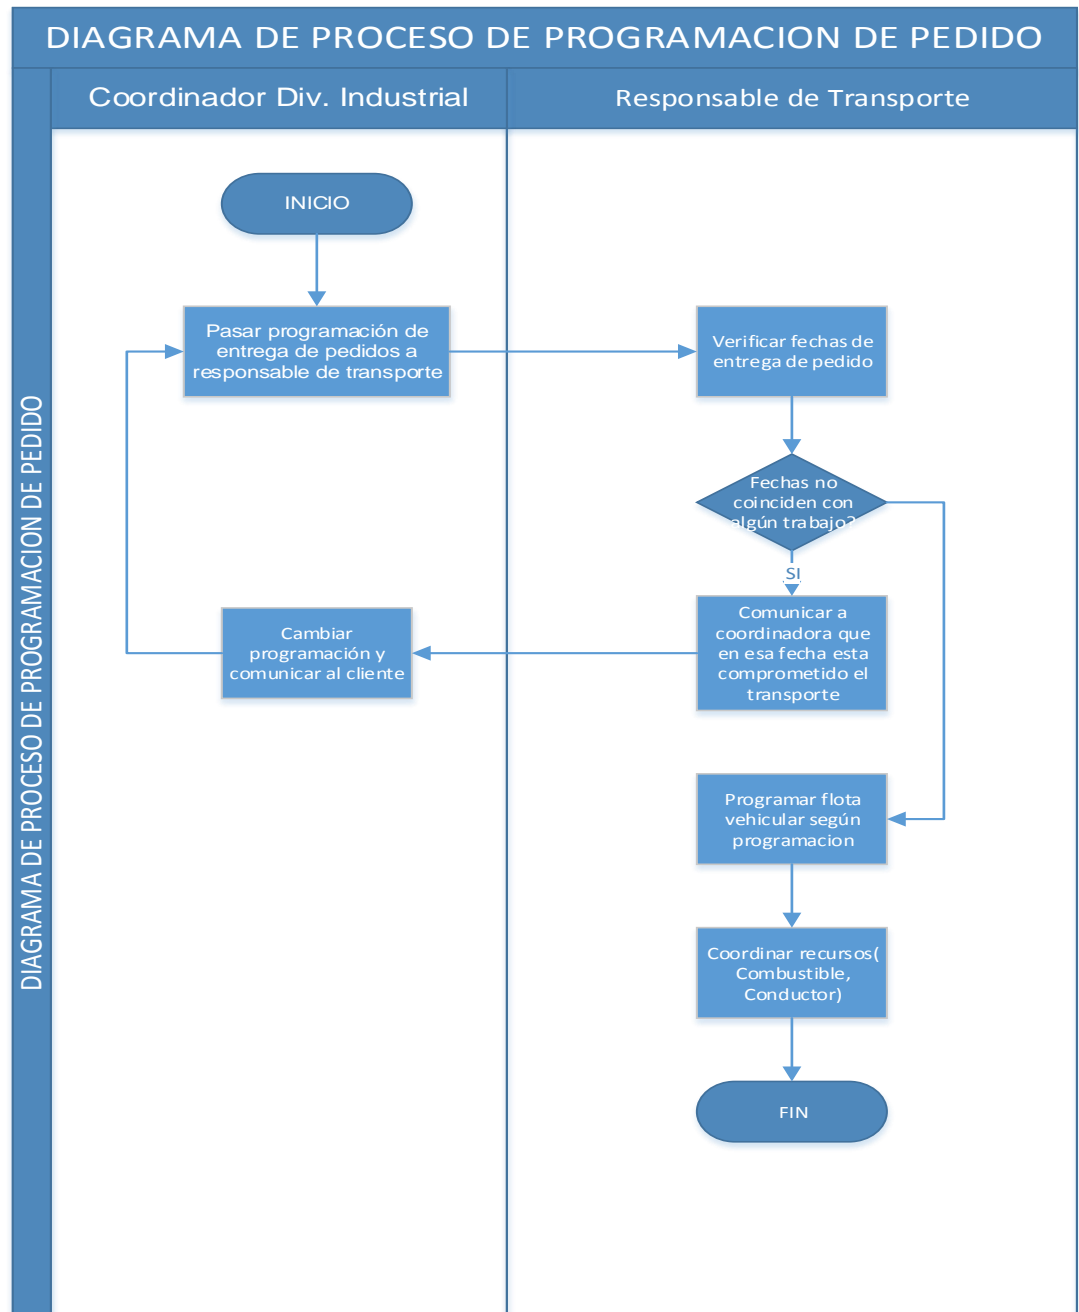 DIAGRAMA DE PROCESO DE PROGRAMACION DE PEDIDO
DIAGRAMA DE PROCESO DE PROGRAMACION DE PEDIDO
Coordinador Div. Industrial
Responsable de Transporte
INICIO
Pasar programación de
entrega de pedidos a
responsable de transporte
Verificar fechas de
entrega de pedido
Fechas no
coinciden con
algún trabajo?
SI
Comunicar a
coordinadora que
en esa fecha esta
comprometido el
transporte
Cambiar
programación y
comunicar al cliente
Programar flota
vehicular según
programacion
Coordinar recursos(
Combustible,
Conductor)
FIN